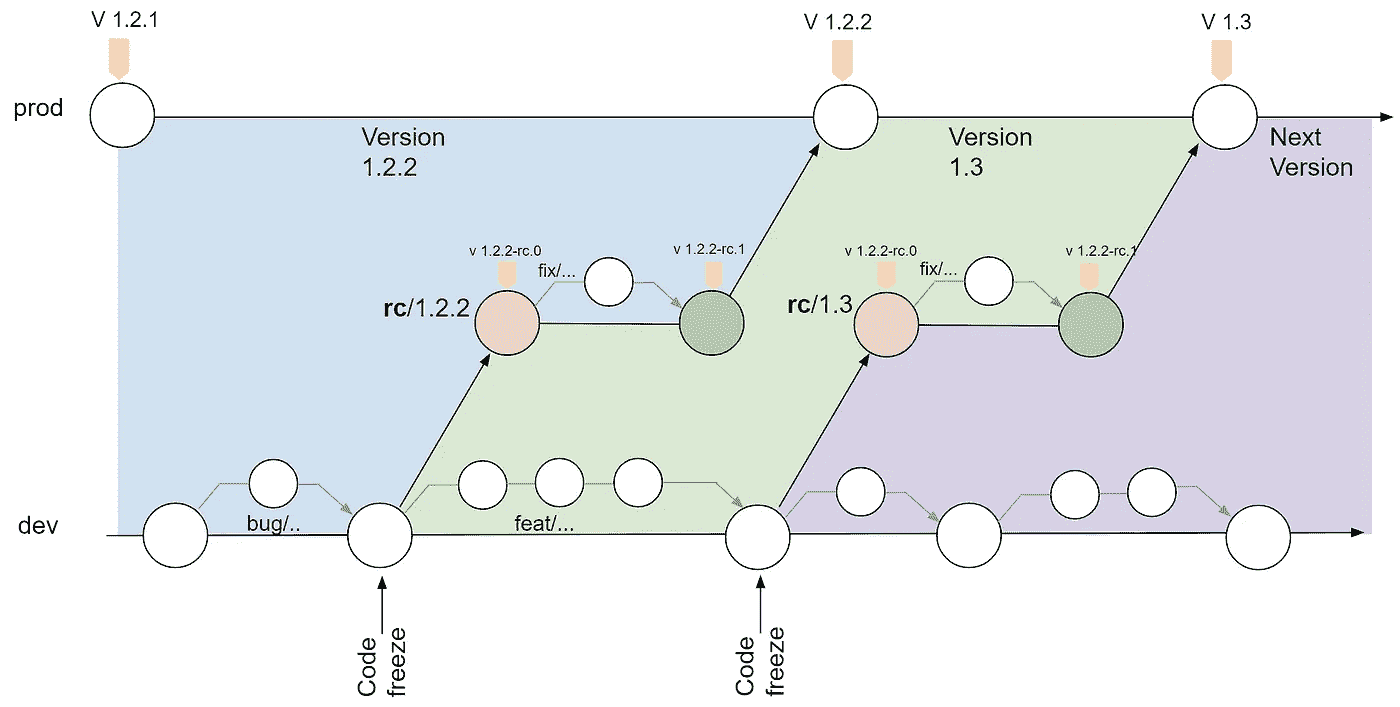 V 1.2.1
V 1.2.2
V 1.3
prod
Version
1.2.2
Version
1.3
Next
Version
v 1.2.2-rc.0
v 1.2.2-rc.1
v 1.2.2-rc.0
v 1.2.2-rc.1
fix/...
fix/...
rc/1.2.2
rc/1.3
dev
bug/..
feat/...
Code
freeze
Code
freeze